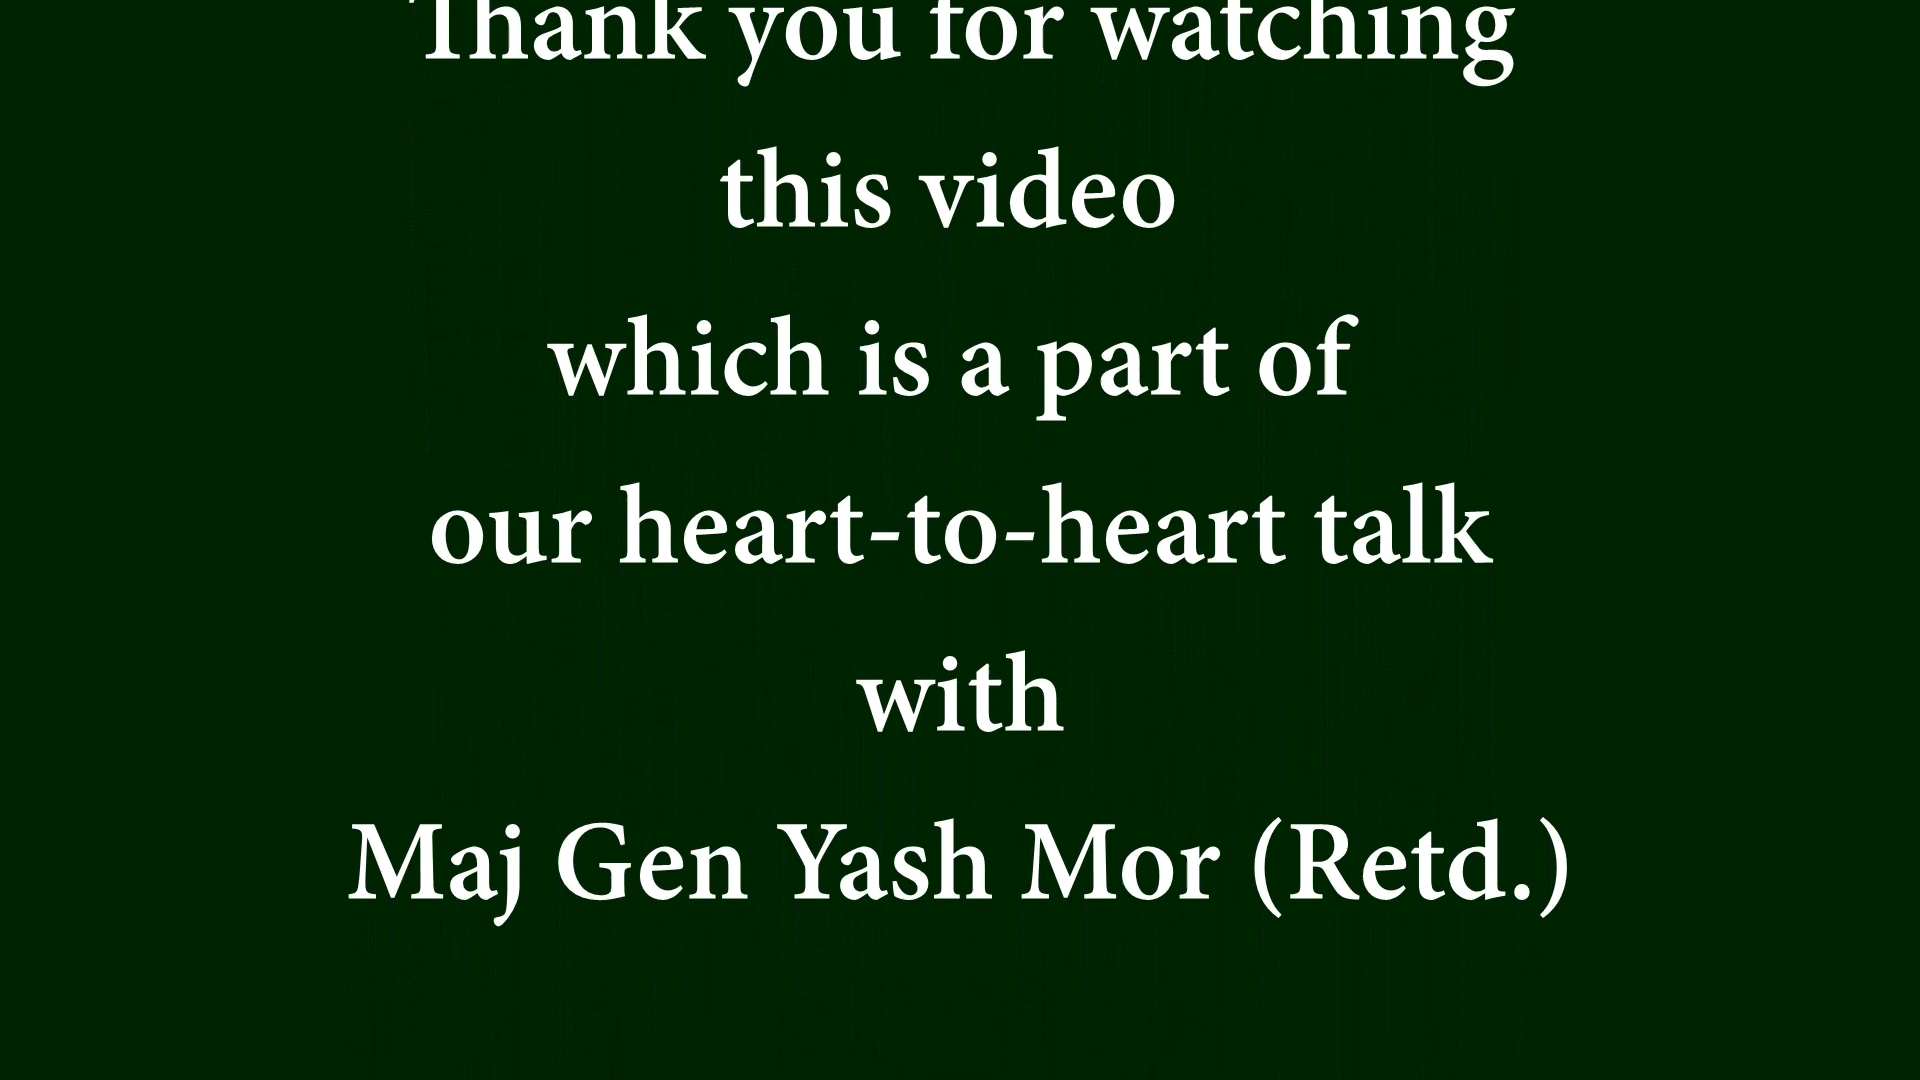 Thank you for watching
this video
which is a part of
our heart-to-heart talk
with
Maj Gen Yash Mor (Retd.)